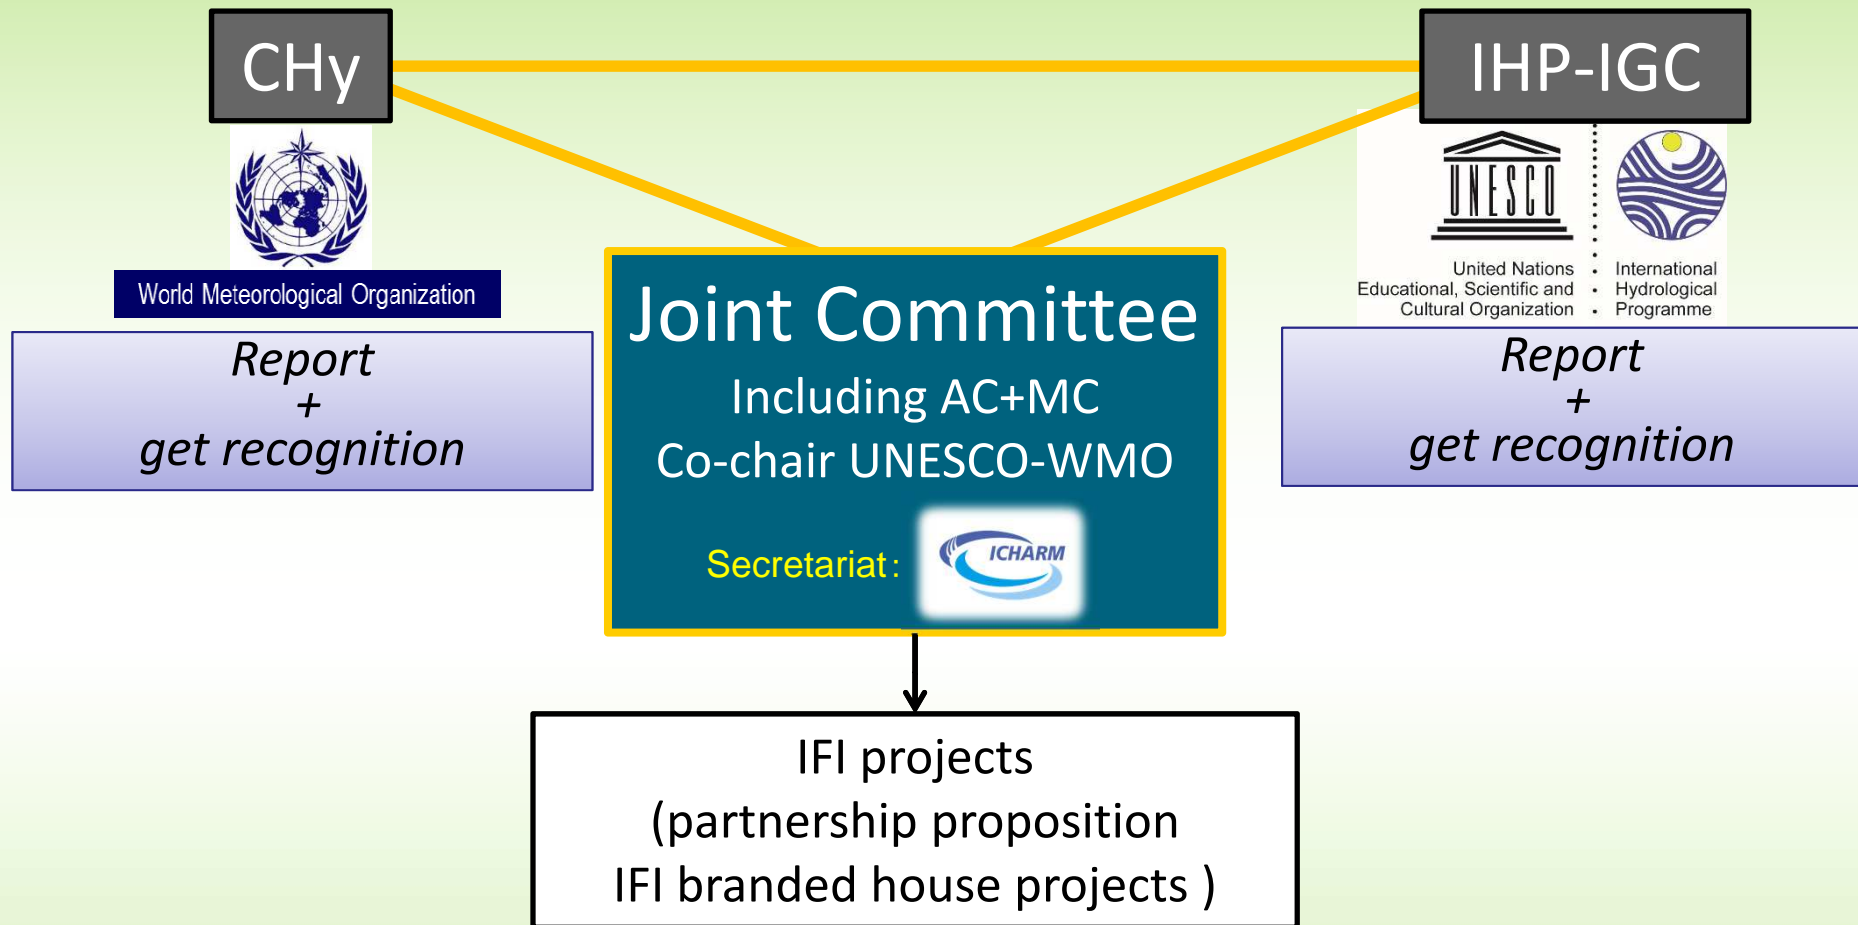 CHy
IHP-IGC
World Meteorological Organization
UNESCO
United Nations
Educational, Scientific and
Cultural Organization
International
Hydrological
Programme
Report
+
get recognition
Joint Committee
Including AC+MC
Co-chair UNESCO-WMO
Secretariat:
ICHARM
Report
+
get recognition
IFI projects
(partnership proposition
IFI branded house projects )